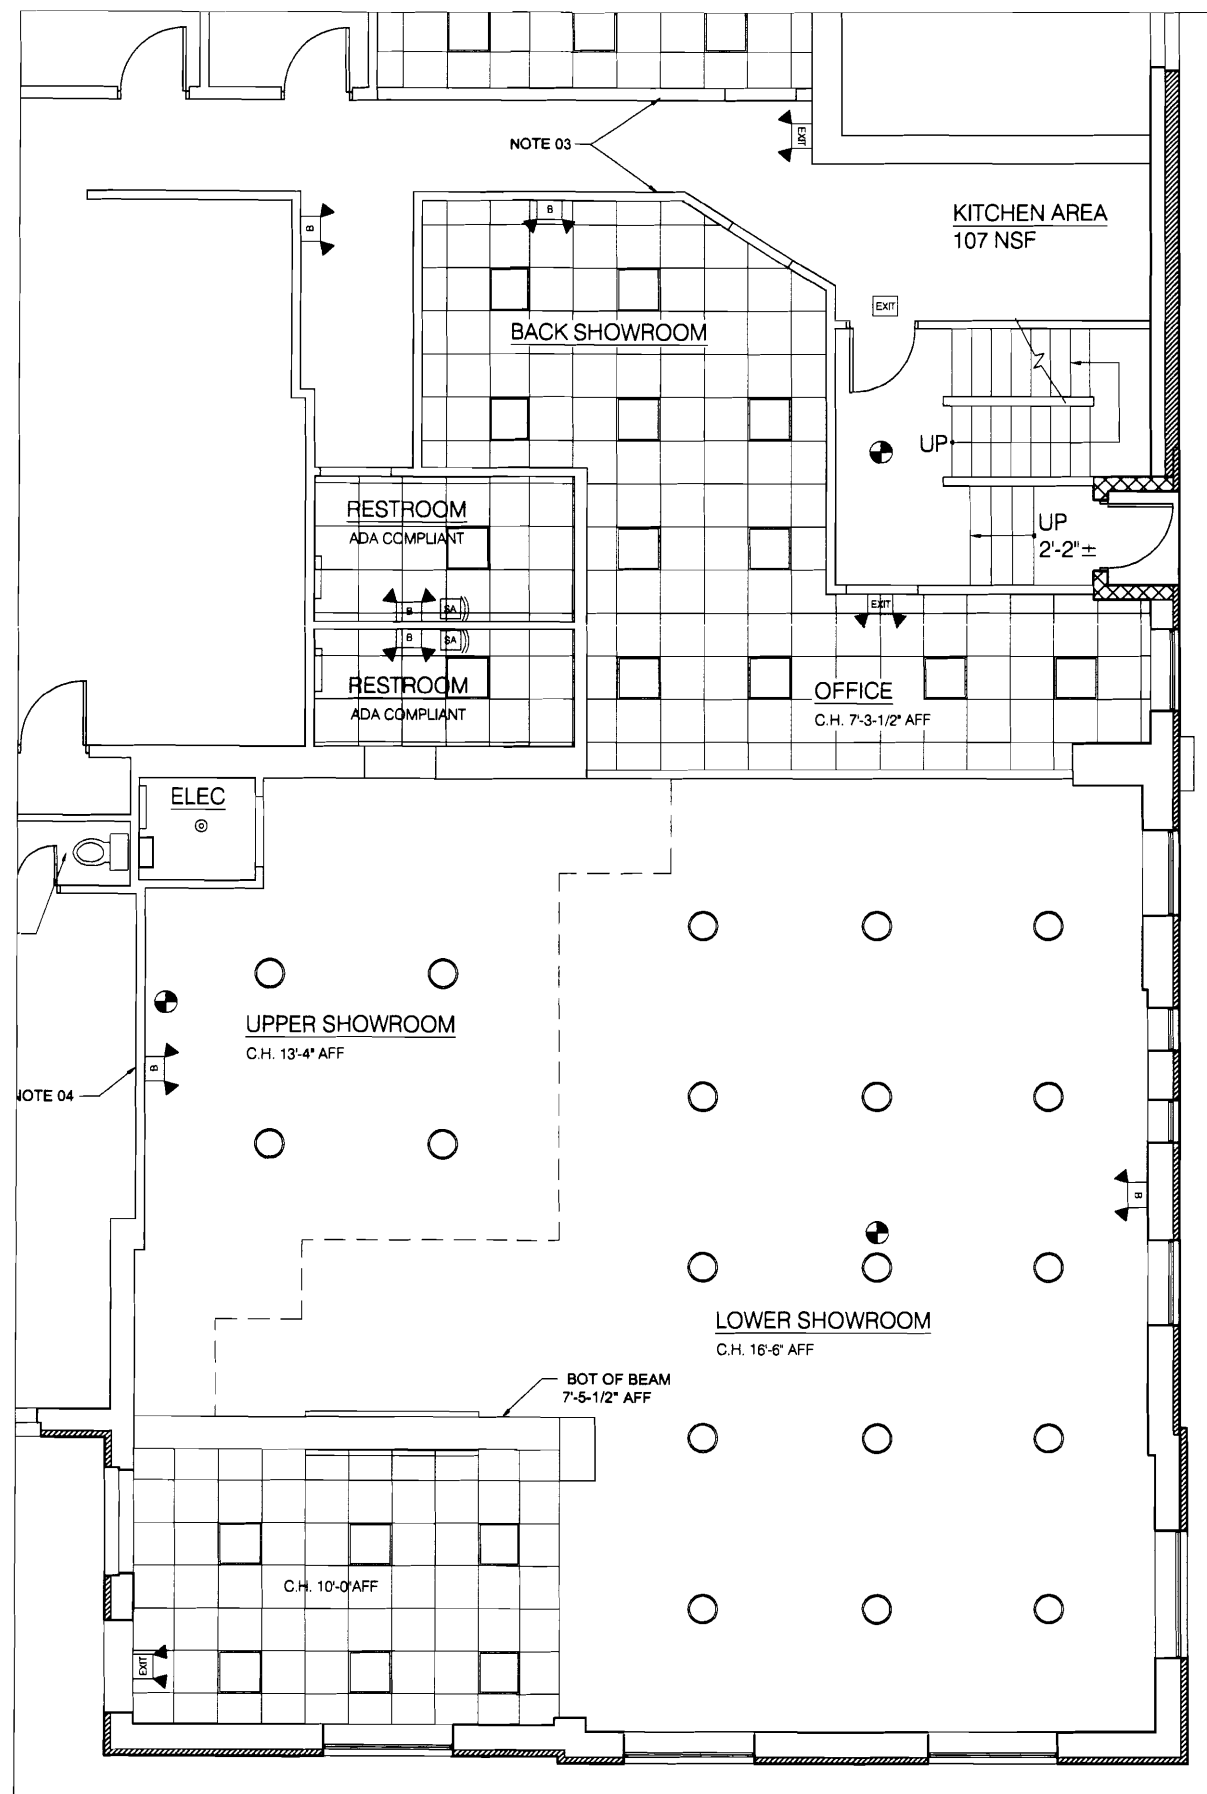 NOTE 03
EXIT
KITCHEN AREA
107 NSF
B
B
EXIT
BACK SHOWROOM
UP
RESTROOM
ADA COMPLIANT
UP
2'-2"±
B
SA
EXIT
B
SA
RESTROOM
ADA COMPLIANT
OFFICE
C.H. 7'-3-1/2" AFF
ELEC
UPPER SHOWROOM
C.H. 13'-4" AFF
B
NOTE 04
B
LOWER SHOWROOM
C.H. 16'-6" AFF
BOT OF BEAM
7'-5-1/2" AFF
C.H. 10'-0"AFF
EXIT